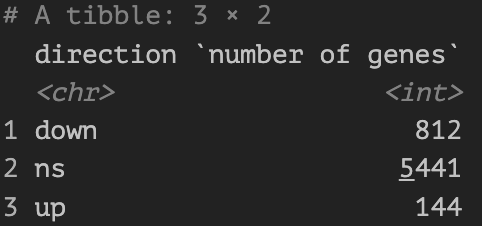 # A tibble: 3 × 2
direction `number of genes`
<chr> <int>
1 down 812
2 ns 5441
3 up 144